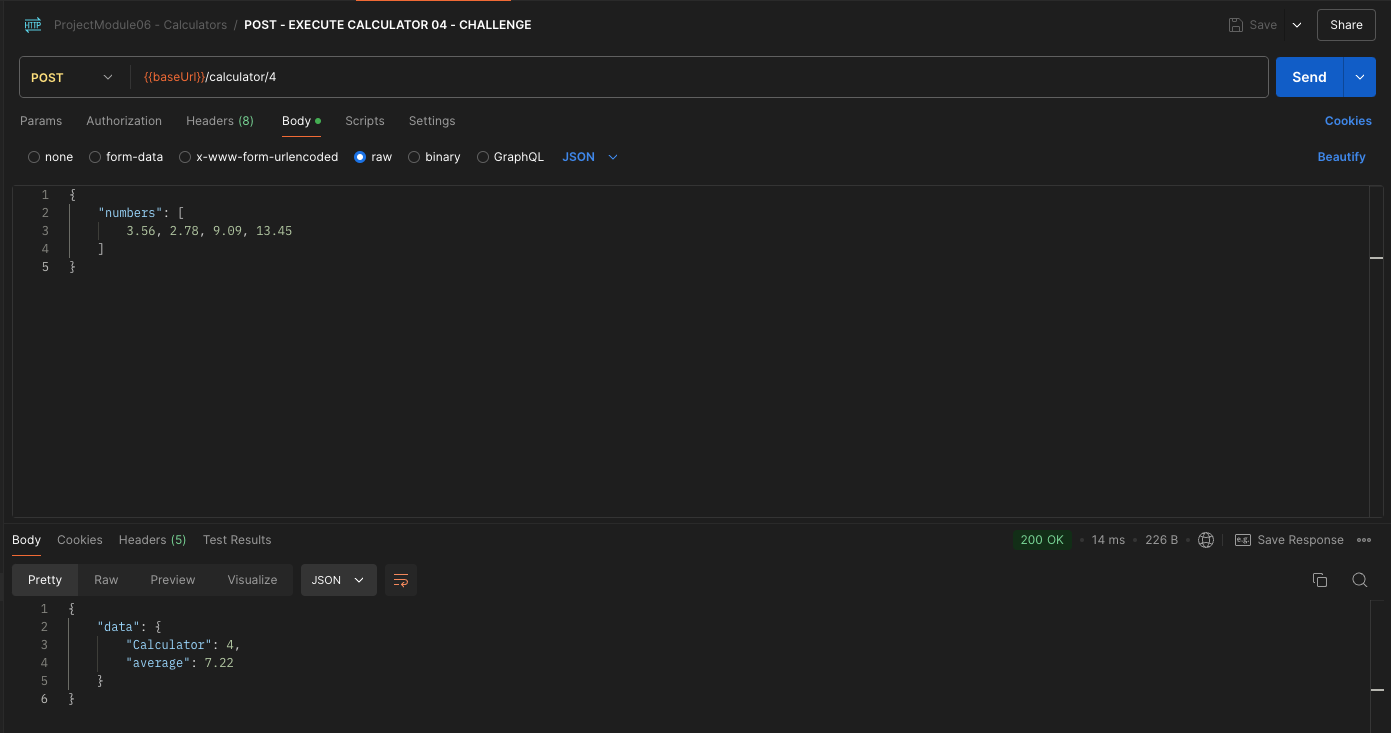 HTTP ProjectModule06 - Calculators / POST - EXECUTE CALCULATOR 04 - CHALLENGE Save Share
POST {{baseUrl}}/calculator/4 Send
Params Authorization Headers (8) Body Scripts Settings Cookies
none form-data x-www-form-urlencoded raw binary GraphQL JSON Beautify
1 {
2 "numbers": [
3 3.56, 2.78, 9.09, 13.45
4 ]
5 }
Body Cookies Headers (5) Test Results 200 OK • 14 ms • 226 B • e.g. Save Response
Pretty Raw Preview Visualize JSON
1 {
2 "data": {
3 "Calculator": 4,
4 "average": 7.22
5 }
6 }